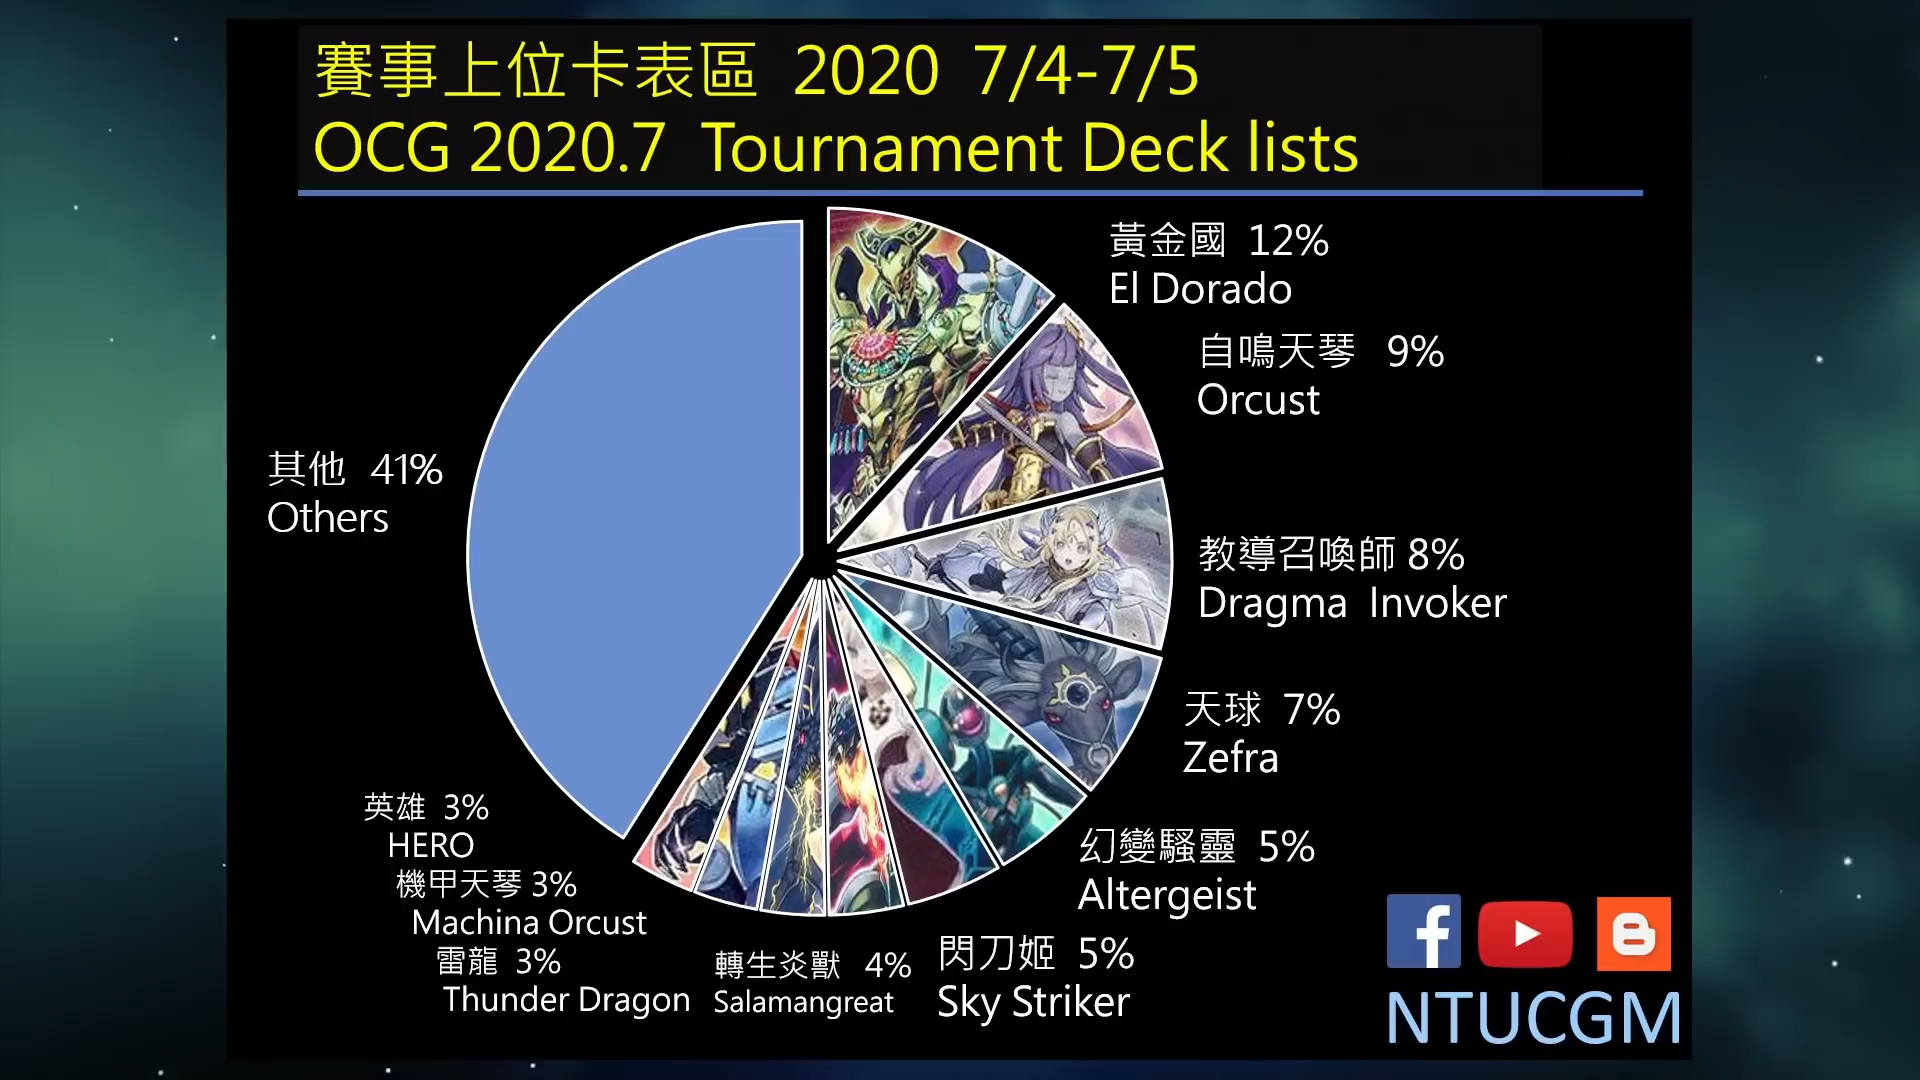 賽事上位卡表區 2020 7/4-7/5
OCG 2020.7 Tournament Deck lists
黃金國 12%
El Dorado
自鳴天琴 9%
Orcust
教導召喚師 8%
Dragma Invoker
天球 7%
Zefra
幻變騷靈 5%
Altergeist
閃刀姬 5%
Sky Striker
轉生炎獸 4%
Salamangreat
雷龍 3%
Thunder Dragon
機甲天琴 3%
Machina Orcust
英雄 3%
HERO
其他 41%
Others
NTUCGM